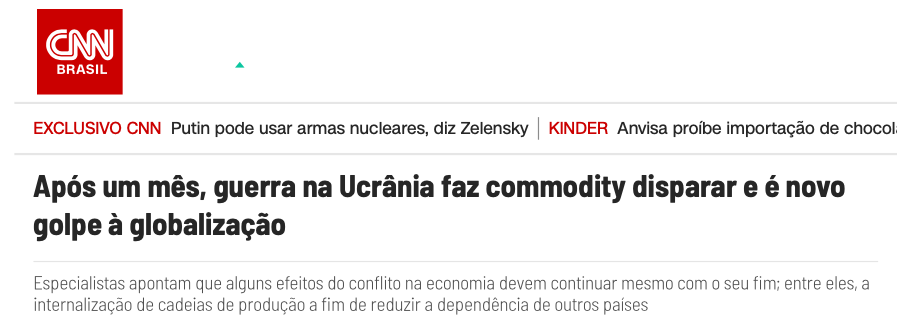 CNN
BRASIL
EXCLUSIVO CNN Putin pode usar armas nucleares, diz Zelensky KINDER Anvisa proíbe importação de
Após um mês, guerra na Ucrânia faz commodity disparar e é novo
golpe à globalização
Especialistas apontam que alguns efeitos do conflito na economia devem continuar mesmo com o seu fim; entre eles, a
internalização de cadeias de produção a fim de reduzir a dependência de outros países